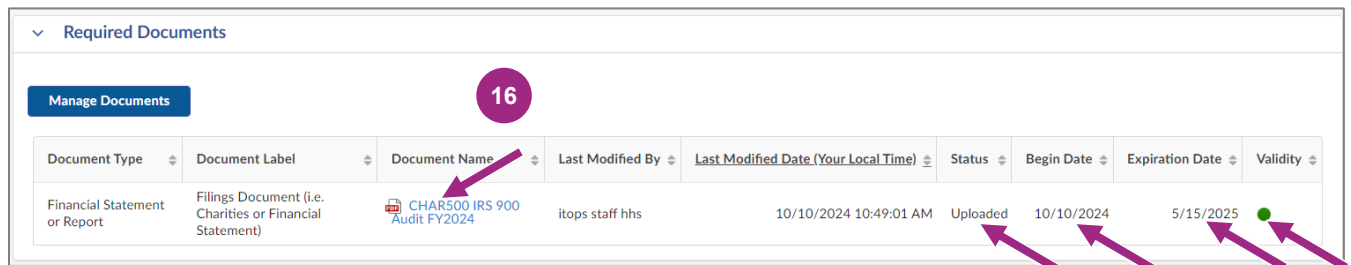 Required Documents
Manage Documents
16
Document Type Document Label Document Name Last Modified By Last Modified Date (Your Local Time) Status Begin Date Expiration Date Validity
Financial Statement
or Report
Filings Document (i.e.
Charities or Financial
Statement)
PDF CHAR500 IRS 900
Audit FY2024
itops staff hhs
10/10/2024 10:49:01 AM
Uploaded
10/10/2024
5/15/2025